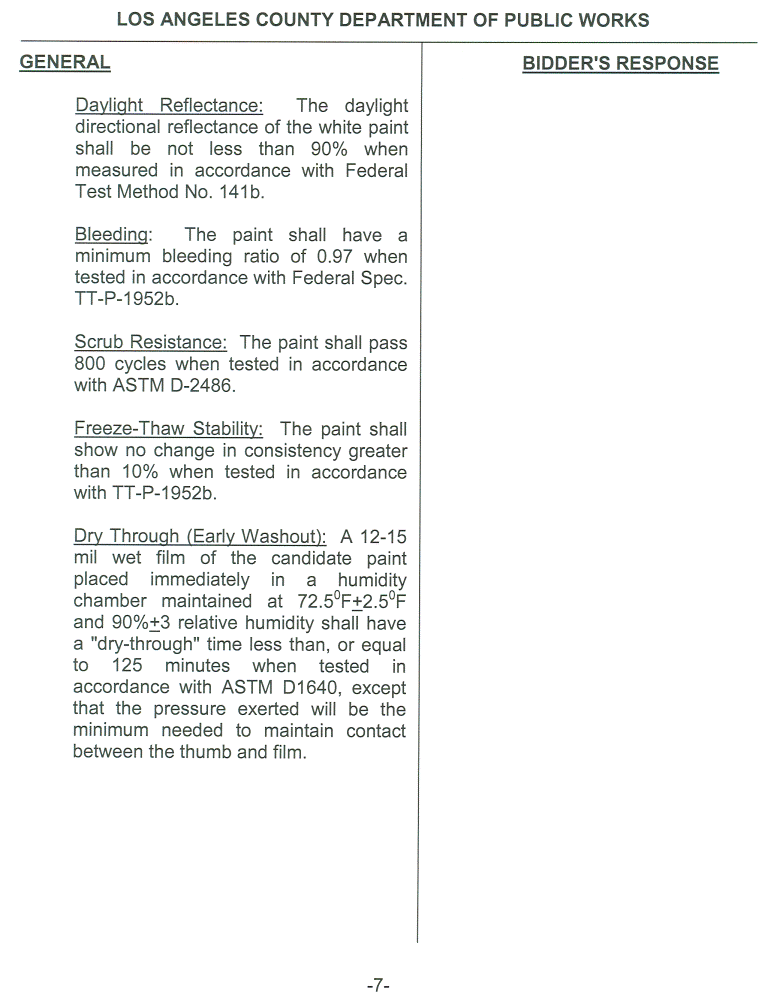 LOS ANGELES COUNTY DEPARTMENT OF PUBLIC WORKS
GENERAL
BIDDER'S RESPONSE
Daylight Reflectance: The daylight
directional reflectance of the white paint
shall be not less than 90% when
measured in accordance with Federal
Test Method No. 141b.
Bleeding: The paint shall have a
minimum bleeding ratio of 0.97 when
tested in accordance with Federal Spec.
TT-P-1952b.
Scrub Resistance: The paint shall pass
800 cycles when tested in accordance
with ASTM D-2486.
Freeze-Thaw Stability: The paint shall
show no change in consistency greater
than 10% when tested in accordance
with TT-P-1952b.
Dry Through (Early Washout): A 12-15
mil wet film of the candidate paint
placed immediately in a humidity
chamber maintained at 72.5⁰F±2.5⁰F
and 90%±3 relative humidity shall have
a "dry-through" time less than, or equal
to 125 minutes when tested in
accordance with ASTM D1640, except
that the pressure exerted will be the
minimum needed to maintain contact
between the thumb and film.
-7-